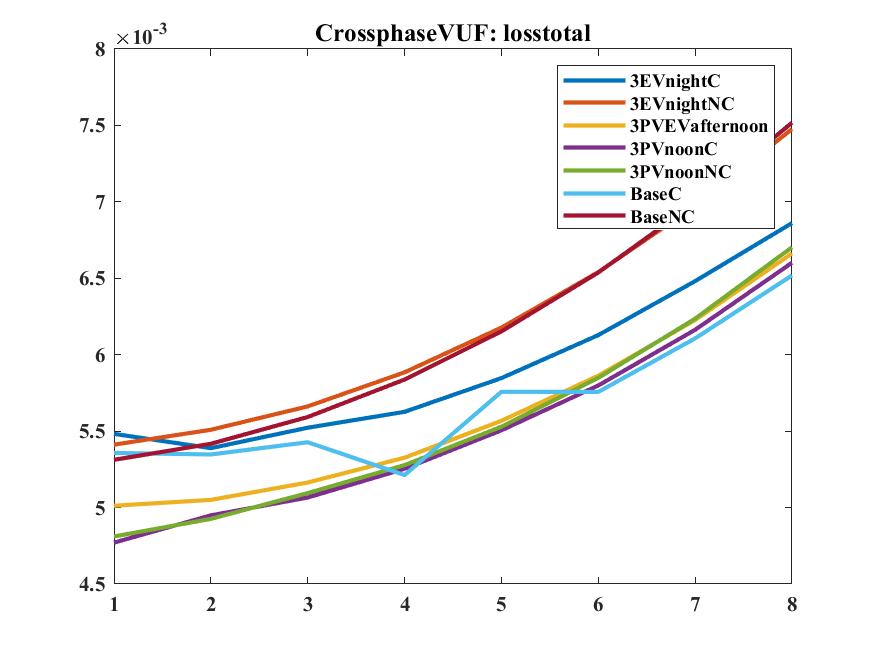 ×10-3
CrossphaseVUF: losstotal
8
7.5
7
6.5
6
5.5
5
4.5
3EVnightC
3EVnightNC
3PVEVafternoon
3PVnoonC
3PVnoonNC
BaseC
BaseNC
1 2 3 4 5 6 7 8